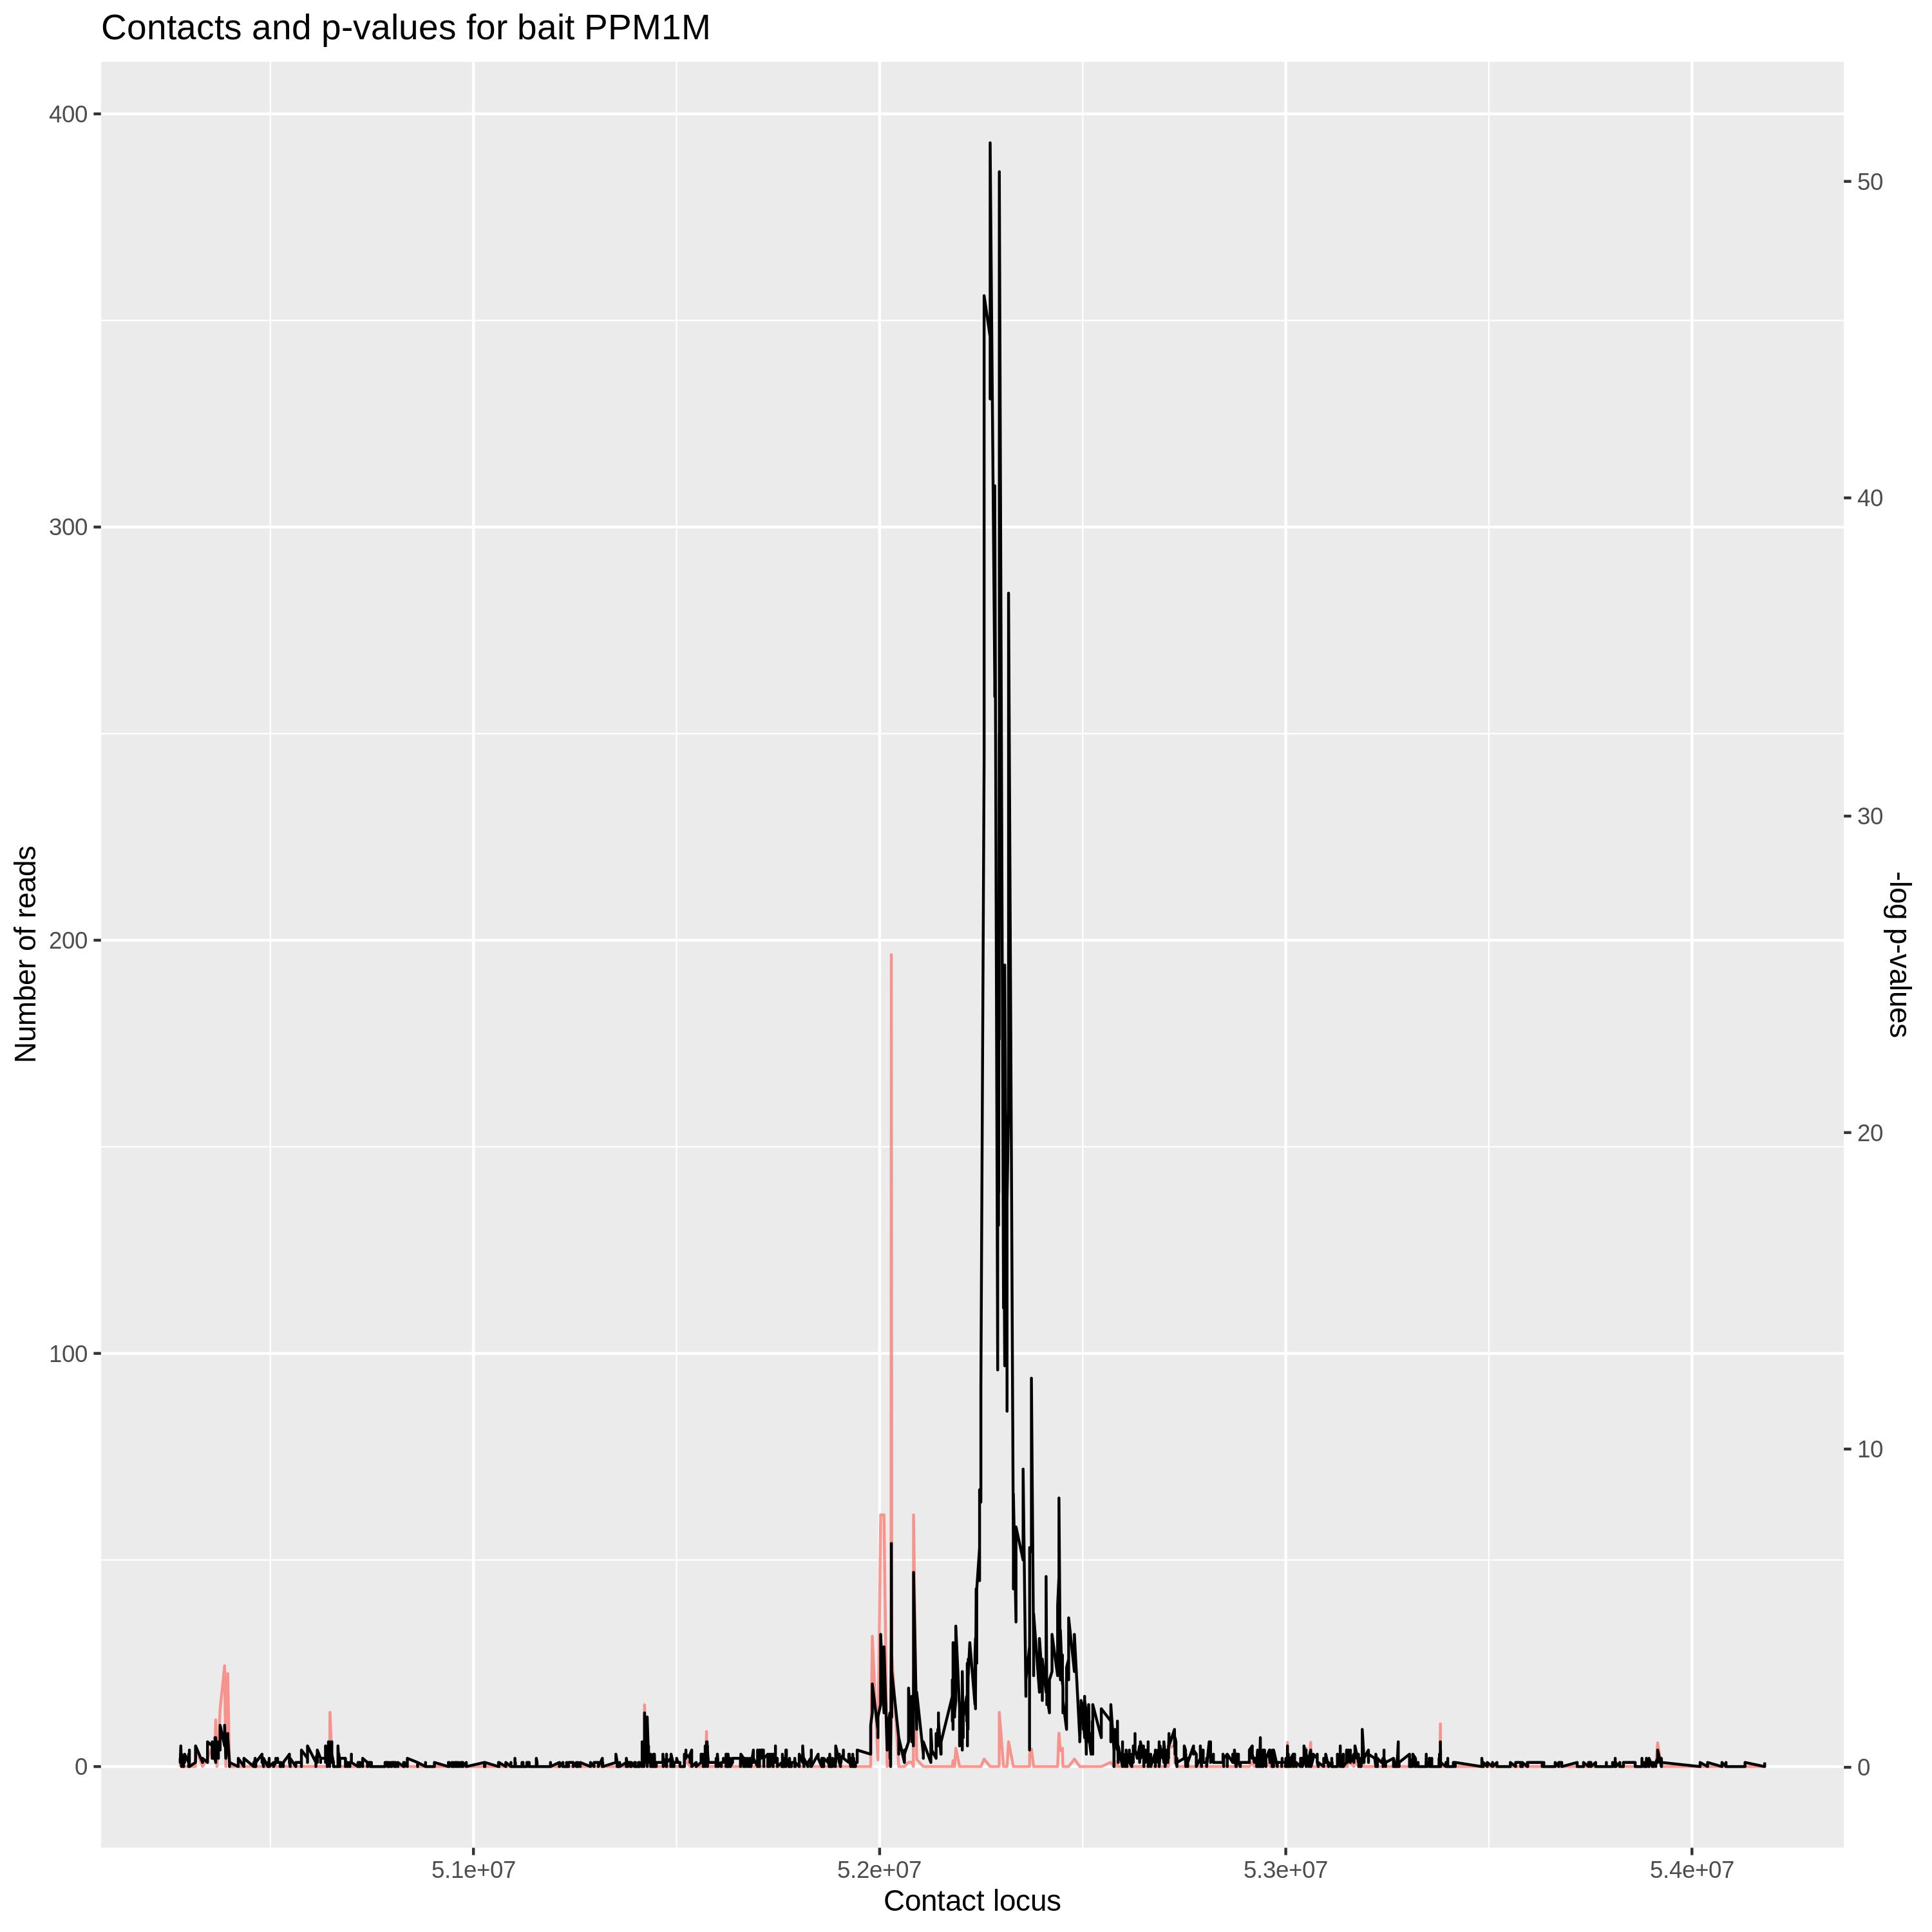 Contacts and p-values for bait PPM1M
400
300
200
100
0
Number of reads
50
40
30
20
10
0
-log p-values
5.1e+07
5.2e+07
5.3e+07
5.4e+07
Contact locus